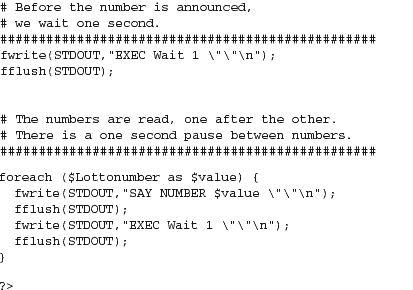 # Before the number is announced,
# we wait one second.
##################################################
fwrite(STDOUT,"EXEC Wait 1 \"\"\n");
fflush(STDOUT);
# The numbers are read, one after the other.
# There is a one second pause between numbers.
##################################################
foreach ($Lottonumber as $value) {
  fwrite(STDOUT,"SAY NUMBER $value \"\"\n");
  fflush(STDOUT);
  fwrite(STDOUT,"EXEC Wait 1 \"\"\n");
  fflush(STDOUT);
}
?>